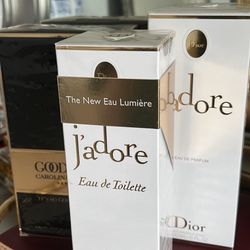 The New Eau Lumière
j'adore
Eau de Toilette
adore
EAU DE PARFUM
Dior
Dior
GOOD
CAROLINA